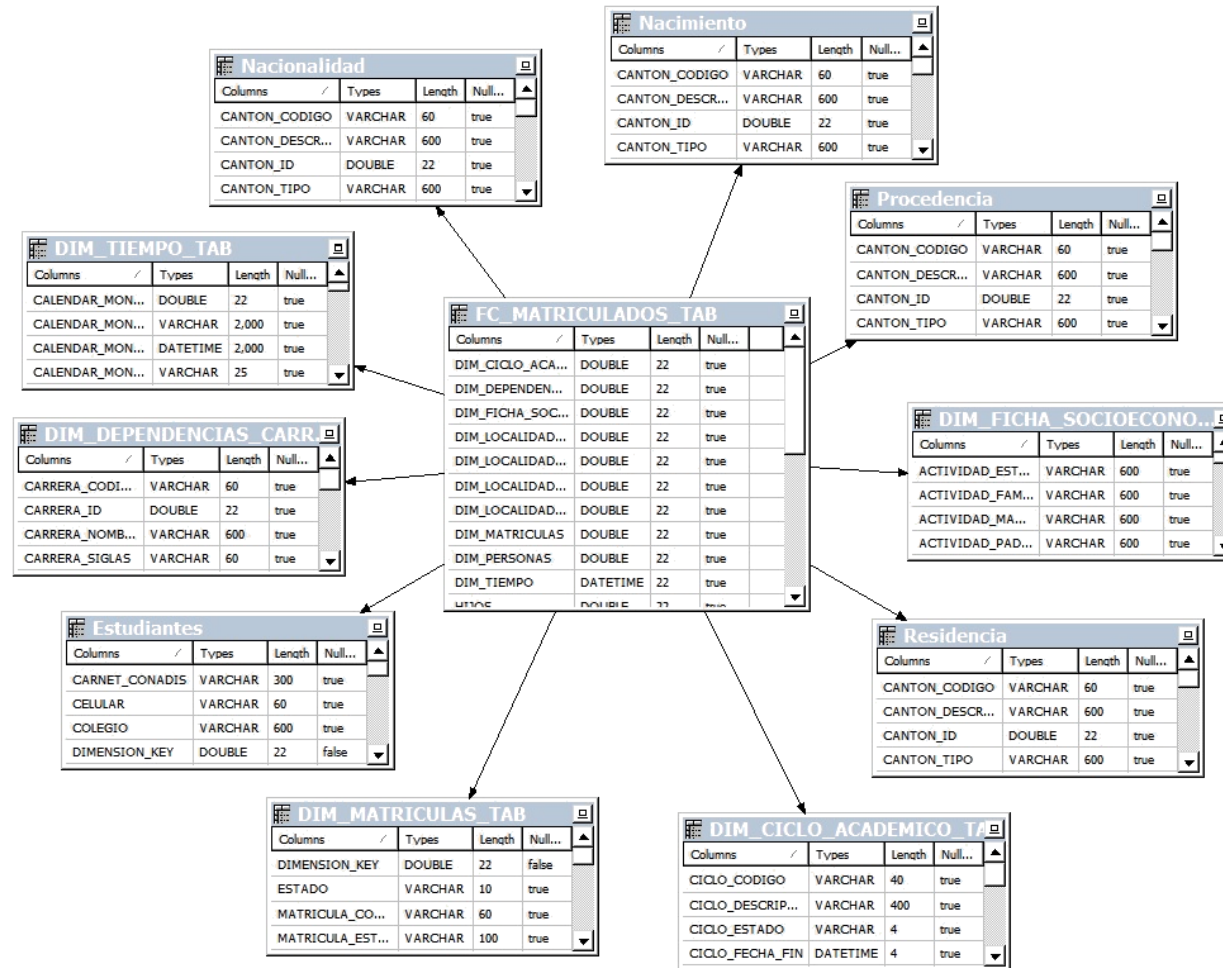 Nacimiento
Columns Types Length Null...
CANTON_CODIGO VARCHAR 60 true
CANTON_DESCR... VARCHAR 600 true
CANTON_ID DOUBLE 22 true
CANTON_TIPO VARCHAR 600 true
Nacionalidad
Columns Types Length Null...
CANTON_CODIGO VARCHAR 60 true
CANTON_DESCR... VARCHAR 600 true
CANTON_ID DOUBLE 22 true
CANTON_TIPO VARCHAR 600 true
Procedencia
Columns Types Length Null...
CANTON_CODIGO VARCHAR 60 true
CANTON_DESCR... VARCHAR 600 true
CANTON_ID DOUBLE 22 true
CANTON_TIPO VARCHAR 600 true
DIM_TIEMPO_TAB
Columns Types Length Null...
CALENDAR_MON... DOUBLE 22 true
CALENDAR_MON... VARCHAR 2,000 true
CALENDAR_MON... DATETIME 2,000 true
CALENDAR_MON... VARCHAR 25 true
FC_MATRICULADOS_TAB
Columns Types Length Null...
DIM_CICLO_ACA... DOUBLE 22 true
DIM_DEPENDEN... DOUBLE 22 true
DIM_FICHA_SOC... DOUBLE 22 true
DIM_LOCALIDAD... DOUBLE 22 true
DIM_LOCALIDAD... DOUBLE 22 true
DIM_LOCALIDAD... DOUBLE 22 true
DIM_LOCALIDAD... DOUBLE 22 true
DIM_MATRICULAS DOUBLE 22 true
DIM_PERSONAS DOUBLE 22 true
DIM_TIEMPO DATETIME 22 true
HIJOS DOUBLE 22 true
DIM_DEPENDENCIAS_CARR...
Columns Types Length Null...
CARRERA_CODI... VARCHAR 60 true
CARRERA_ID DOUBLE 22 true
CARRERA_NOMB... VARCHAR 600 true
CARRERA_SIGLAS VARCHAR 60 true
DIM_FICHA_SOCIOECONO...
Columns Types Length Null...
ACTIVIDAD_EST... VARCHAR 600 true
ACTIVIDAD_FAM... VARCHAR 600 true
ACTIVIDAD_MA... VARCHAR 600 true
ACTIVIDAD_PAD... VARCHAR 600 true
Estudiantes
Columns Types Length Null...
CARNET_CONADIS VARCHAR 300 true
CELULAR VARCHAR 60 true
COLEGIO VARCHAR 600 true
DIMENSION_KEY DOUBLE 22 false
Residencia
Columns Types Length Null...
CANTON_CODIGO VARCHAR 60 true
CANTON_DESCR... VARCHAR 600 true
CANTON_ID DOUBLE 22 true
CANTON_TIPO VARCHAR 600 true
DIM_MATRICULAS_TAB
Columns Types Length Null...
DIMENSION_KEY DOUBLE 22 false
ESTADO VARCHAR 10 true
MATRICULA_CO... VARCHAR 60 true
MATRICULA_EST... VARCHAR 100 true
DIM_CICLO_ACADEMICO_TA
Columns Types Length Null...
CICLO_CODIGO VARCHAR 40 true
CICLO_DESCRIP... VARCHAR 400 true
CICLO_ESTADO VARCHAR 4 true
CICLO_FECHA_FIN DATETIME 4 true